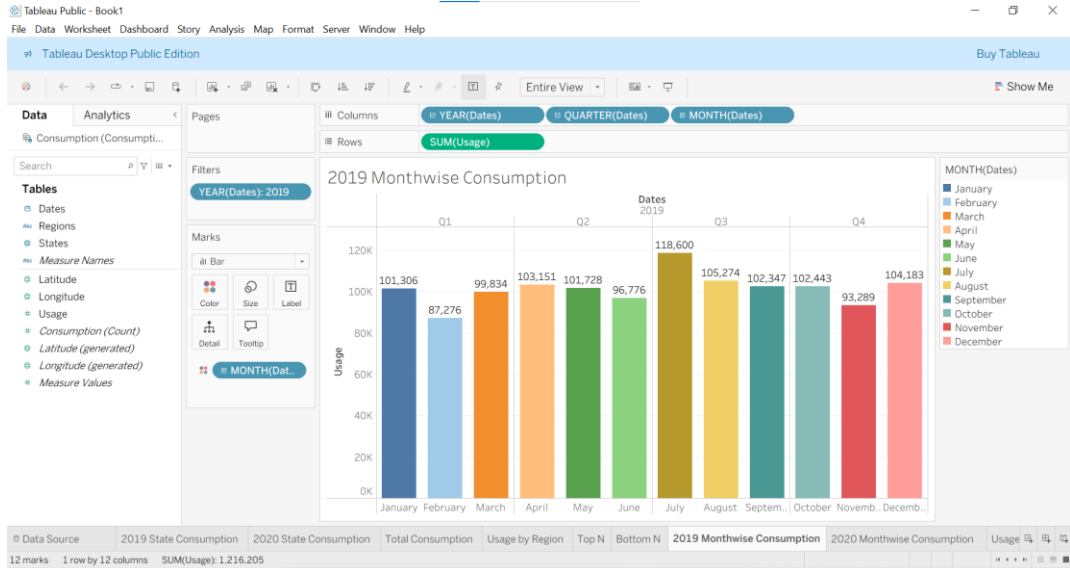 Tableau Public - Book1
File Data Worksheet Dashboard Story Analysis Map Format Server Window Help
Tableau Desktop Public Edition
Buy Tableau
Entire View
Show Me
Data Analytics
Consumption (Consumpti...
Search
Tables
Dates
Abc Regions
States
Abc Measure Names
Latitude
Longitude
# Usage
# Consumption (Count)
Latitude (generated)
Longitude (generated)
# Measure Values
Pages
Filters
YEAR(Dates): 2019
Marks
Bar
Color Size Label
Detail Tooltip
MONTH(Dat..
Columns YEAR(Dates) QUARTER(Dates) MONTH(Dates)
Rows SUM(Usage)
2019 Monthwise Consumption
Dates
2019
Q1 Q2 Q3 Q4
Usage
120K
100K
80K
60K
40K
20K
0K
101,306 87,276 99,834 103,151 101,728 96,776 118,600 105,274 102,347 102,443 93,289 104,183
January February March April May June July August Septem.. October Novemb.. Decemb..
MONTH(Dates)
January
February
March
April
May
June
July
August
September
October
November
December
Data Source 2019 State Consumption 2020 State Consumption Total Consumption Usage by Region Top N Bottom N 2019 Monthwise Consumption 2020 Monthwise Consumption Usage
12 marks 1 row by 12 columns SUM(Usage): 1,216,205